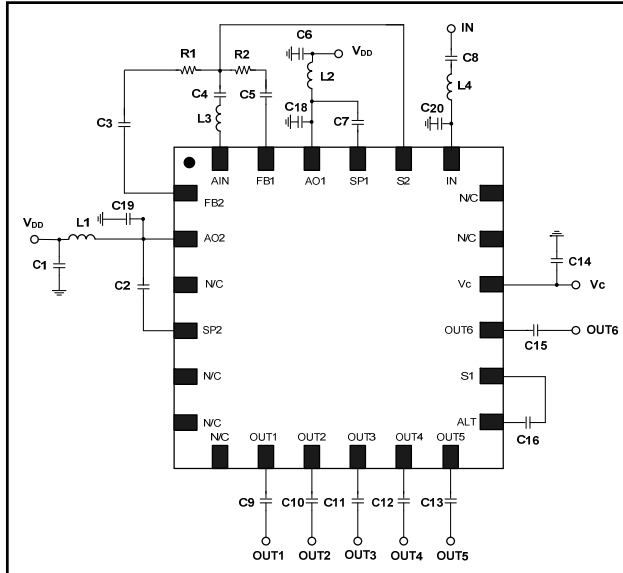 C6
IN
R1
R2
VDD
C8
L2
C4
C5
L4
C18
C20
C3
L3
C7
AIN
FB1
AO1
SP1
S2
IN
C19
FB2
N/C
VDD
L1
AO2
N/C
C1
C2
N/C
Vc
C14
Vc
SP2
OUT6
C15
OUT6
N/C
S1
N/C
ALT
C16
N/C
OUT1
OUT2
OUT3
OUT4
OUT5
C9
C10
C11
C12
C13
OUT1
OUT2
OUT3
OUT4
OUT5